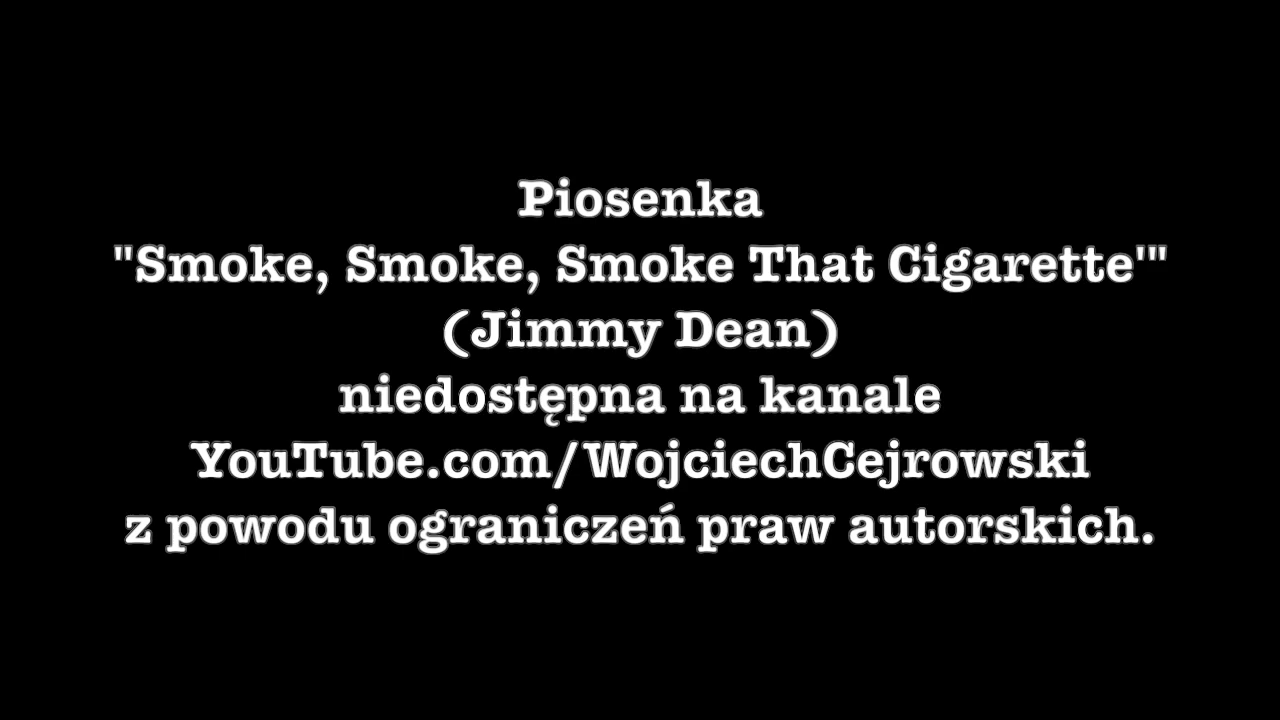 Piosenka
"Smoke, Smoke, Smoke That Cigarette'"
(Jimmy Dean)
niedostępna na kanale
YouTube.com/WojciechCejrowski
z powodu ograniczeń praw autorskich.